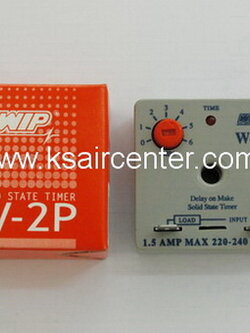 WIP
TIME
3
2
4
1
5
0
6
W
www.ksaircenter.com
STATE TIMER
V-2P
Delay on Make
Solid State Timer
LOAD
INPUT
1.5 AMP MAX 220-240